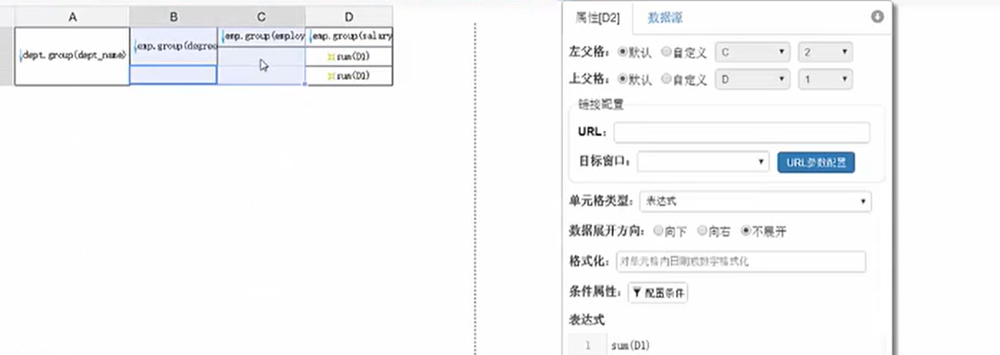 A B C D
dept.group(dept_name) emp.group(degree emp.group(employ emp.group(salary
sum(D1)
sum(D1)
属性[D2] 数据源
左父格： 默认 自定义 C 2
上父格： 默认 自定义 D 1
链接配置
URL：
目标窗口： URL参数配置
单元格类型： 表达式
数据展开方向： 向下 向右 不展开
格式化： 对单元格内日期或数字格式化
条件属性： 配置条件
表达式
1 sum(D1)